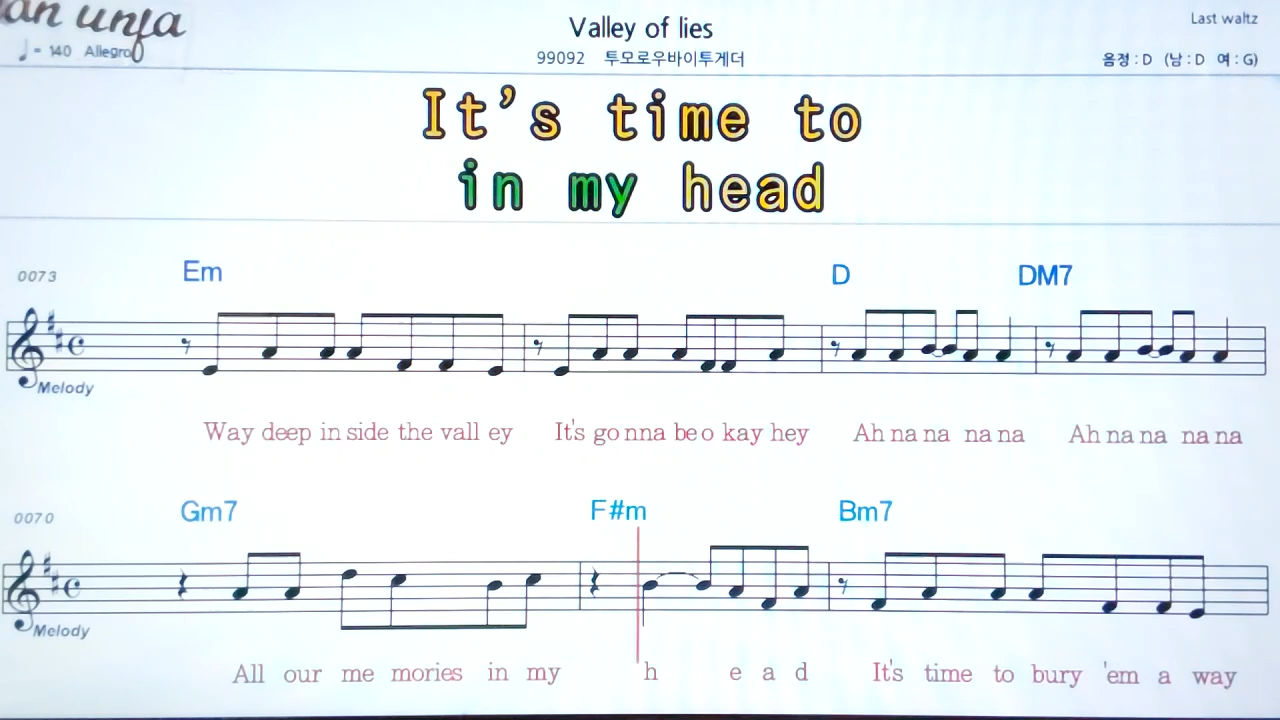 Valley of lies
Last waltz
♩= 140 Allegro
99092 투모로우바이투게더
음정 : D (남 : D 여 : G)
It's time to
in my head
0073 Em D DM7
Melody
Way deep in side the vall ey It's go nna be o kay hey Ah na na na na Ah na na na na
0070 Gm7 F#m Bm7
Melody
All our me mories in my h e a d It's time to bury 'em a way